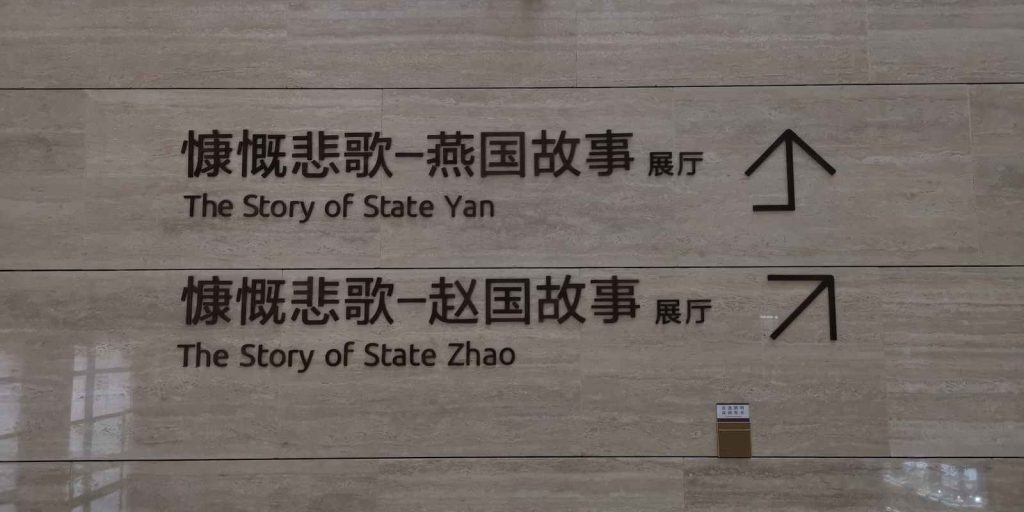 慷慨悲歌–燕国故事 展厅
The Story of State Yan
慷慨悲歌–赵国故事 展厅
The Story of State Zhao